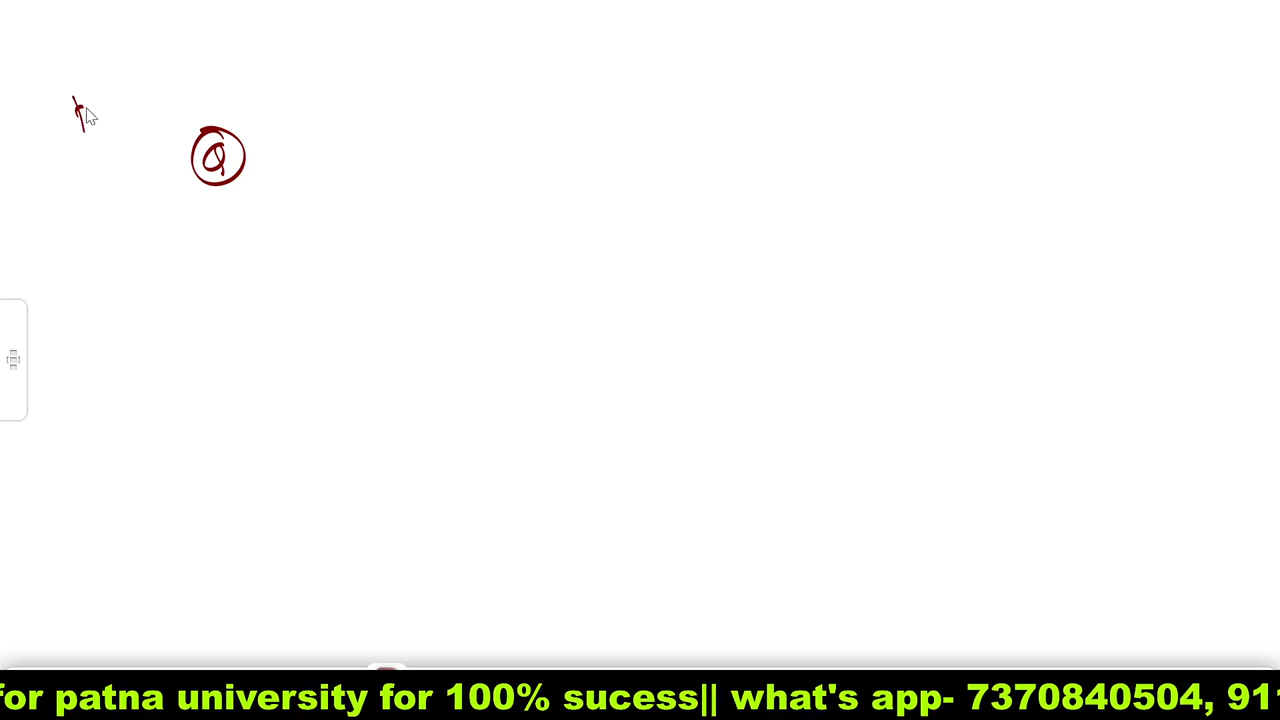 Q
for patna university for 100% sucess|| what's app- 7370840504, 91